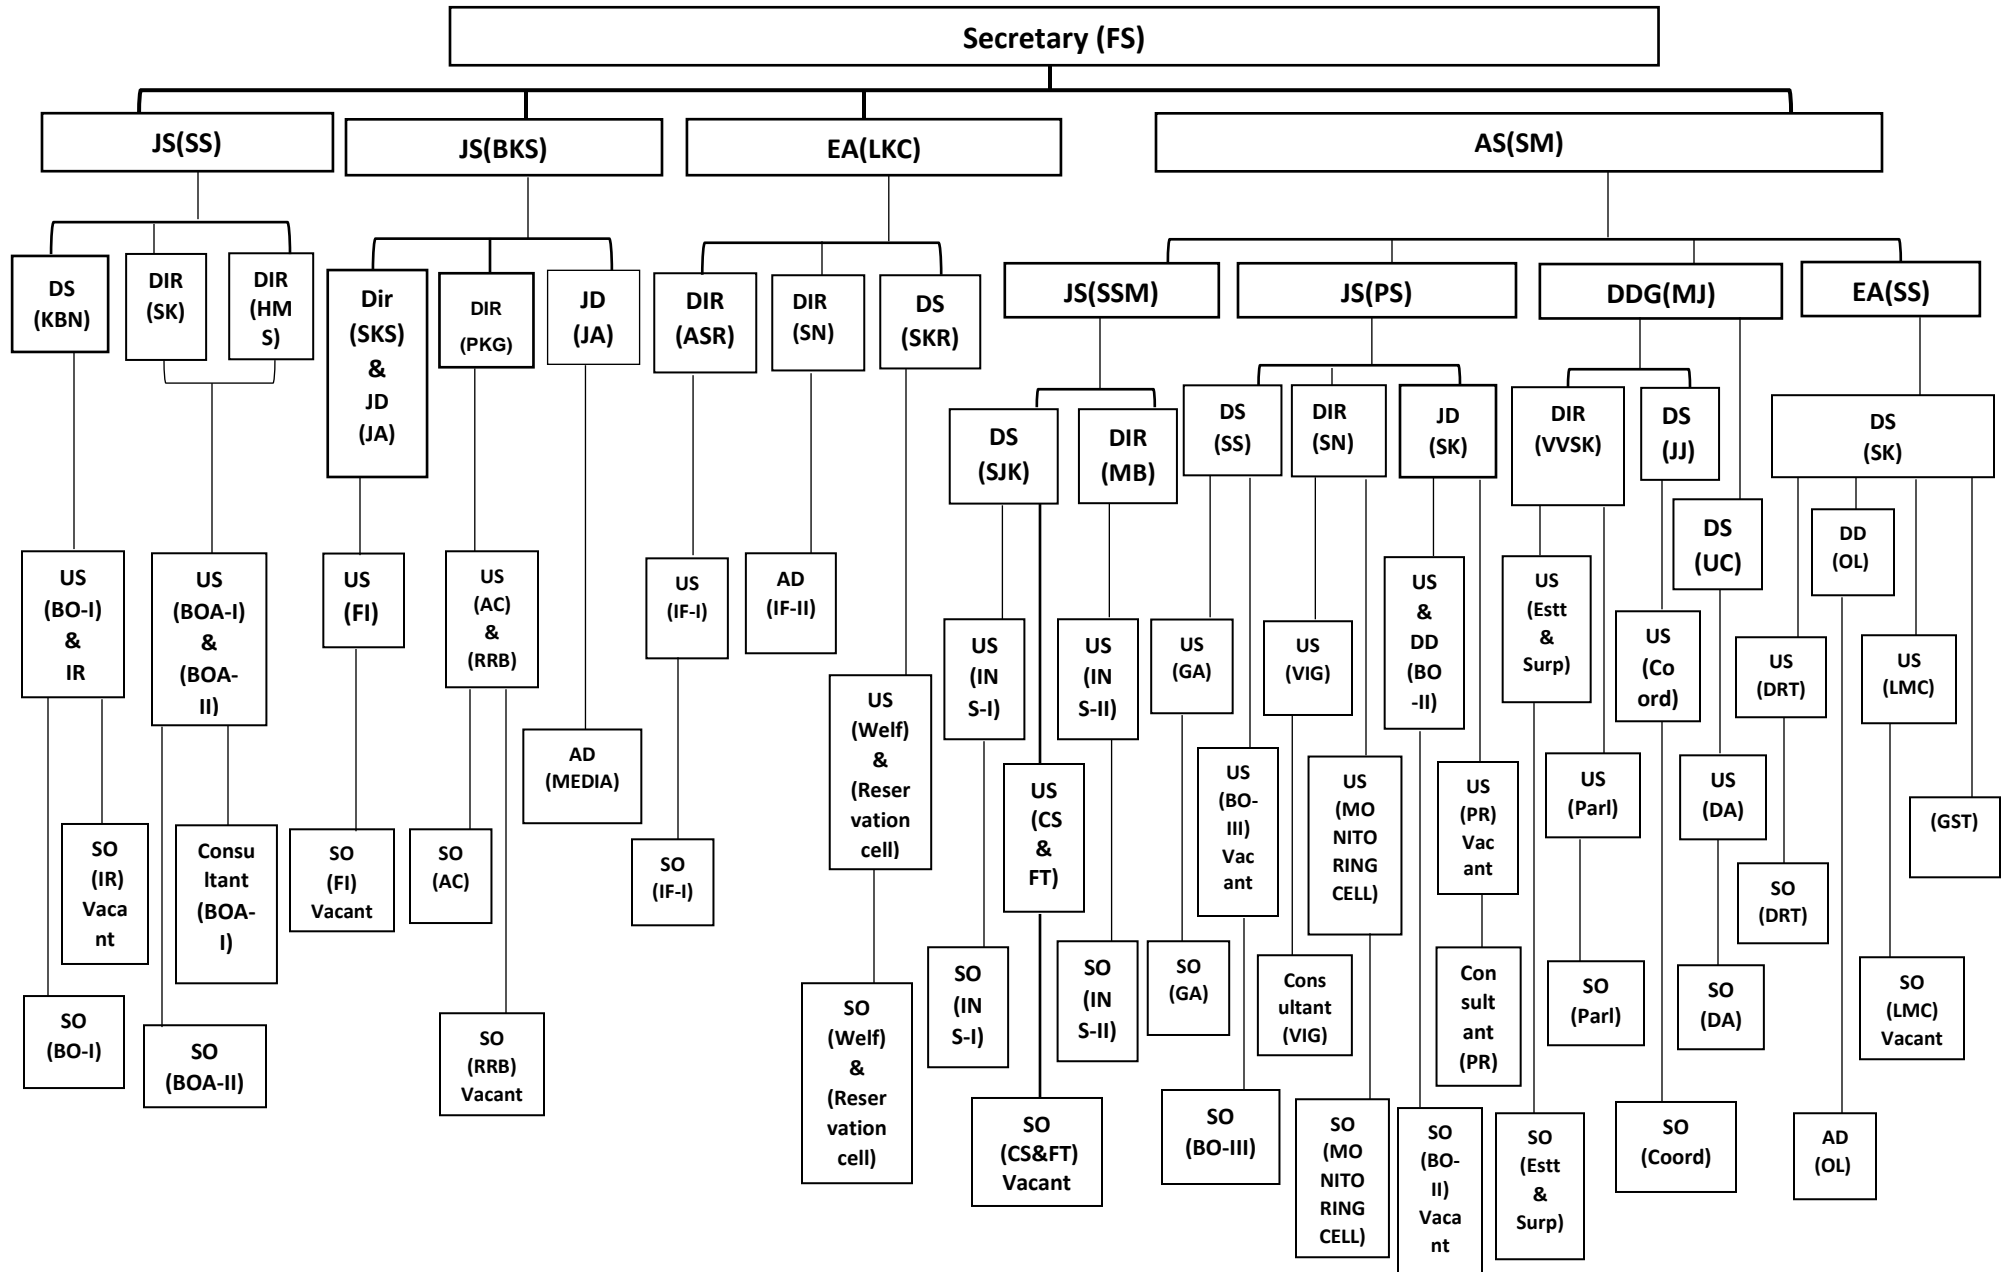 Secretary (FS)
JS(SS)
JS(BKS)
EA(LKC)
AS(SM)
DS
(KBN)
DIR
(SK)
DIR
(HM
S)
Dir
(SKS)
&
JD
(JA)
DIR
(PKG)
JD
(JA)
DIR
(ASR)
DIR
(SN)
DS
(SKR)
JS(SSM)
JS(PS)
DDG(MJ)
EA(SS)
DS
(SJK)
DIR
(MB)
DS
(SS)
DIR
(SN)
JD
(SK)
DIR
(VVSK)
DS
(JJ)
DS
(UC)
DS
(SK)
DD
(OL)
US
(BO-I)
&
IR
US
(BOA-I)
&
(BOA-
II)
US
(FI)
US
(AC)
&
(RRB)
AD
(MEDIA)
US
(IF-I)
AD
(IF-II)
US
(Welf)
&
(Reser
vation
cell)
US
(IN
S-I)
US
(CS
&
FT)
US
(IN
S-II)
US
(GA)
US
(BO-
III)
Vac
ant
US
(VIG)
US
(MO
NITO
RING
CELL)
US
&
DD
(BO
-II)
US
(PR)
Vac
ant
US
(Estt
&
Surp)
US
(Parl)
US
(Co
ord)
US
(DA)
US
(DRT)
US
(LMC)
(GST)
SO
(IR)
Vaca
nt
SO
(BO-I)
Consu
ltant
(BOA-
I)
SO
(BOA-II)
SO
(FI)
Vacant
SO
(AC)
SO
(RRB)
Vacant
SO
(IF-I)
SO
(Welf)
&
(Reser
vation
cell)
SO
(IN
S-I)
SO
(CS&FT)
Vacant
SO
(IN
S-II)
SO
(GA)
SO
(BO-III)
Cons
ultant
(VIG)
SO
(MO
NITO
RING
CELL)
SO
(BO-
II)
Vaca
nt
Con
sult
ant
(PR)
SO
(Estt
&
Surp)
SO
(Parl)
SO
(Coord)
SO
(DA)
SO
(DRT)
AD
(OL)
SO
(LMC)
Vacant